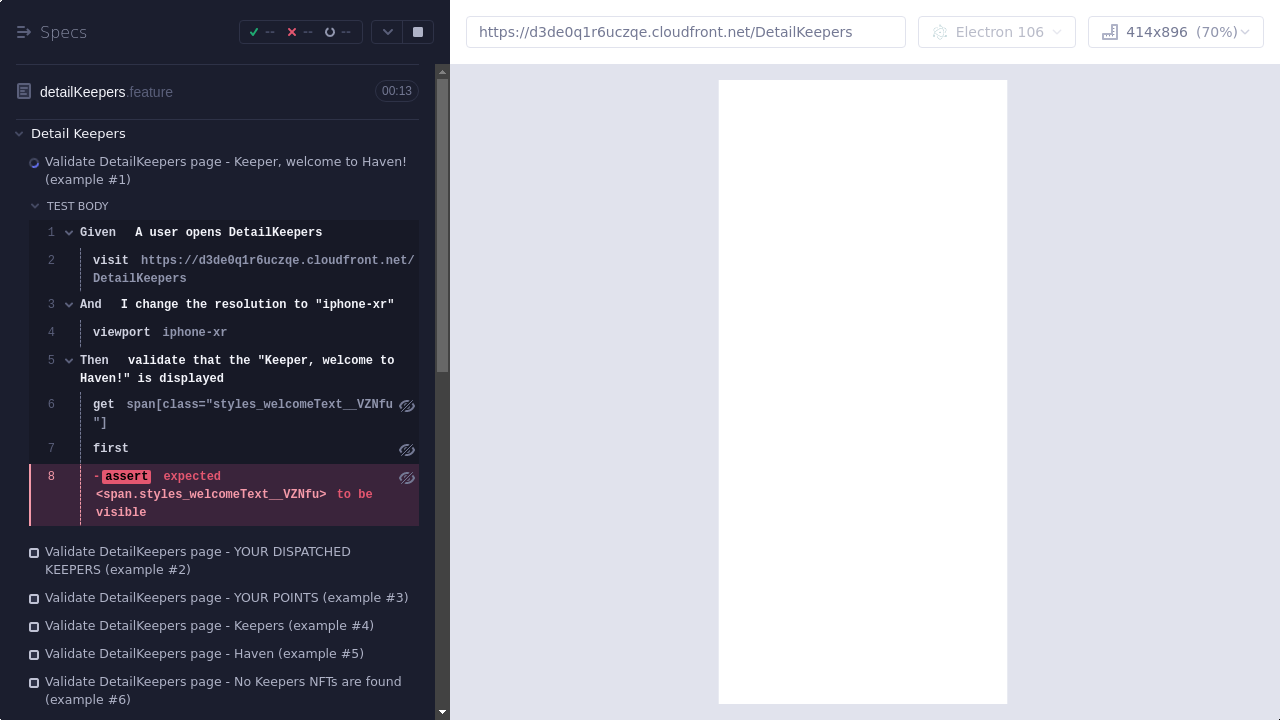 Specs
--
--
--
https://d3de0q1r6uczqe.cloudfront.net/DetailKeepers
Electron 106
414x896 (70%)
detailKeepers.feature
00:13
Detail Keepers
Validate DetailKeepers page - Keeper, welcome to Haven!
(example #1)
TEST BODY
1 Given A user opens DetailKeepers
2 visit https://d3de0q1r6uczqe.cloudfront.net/
DetailKeepers
3 And I change the resolution to "iphone-xr"
4 viewport iphone-xr
5 Then validate that the "Keeper, welcome to
Haven!" is displayed
6 get span[class="styles_welcomeText__VZNfu
"]
7 first
8 -assert expected
<span.styles_welcomeText__VZNfu> to be
visible
Validate DetailKeepers page - YOUR DISPATCHED
KEEPERS (example #2)
Validate DetailKeepers page - YOUR POINTS (example #3)
Validate DetailKeepers page - Keepers (example #4)
Validate DetailKeepers page - Haven (example #5)
Validate DetailKeepers page - No Keepers NFTs are found
(example #6)